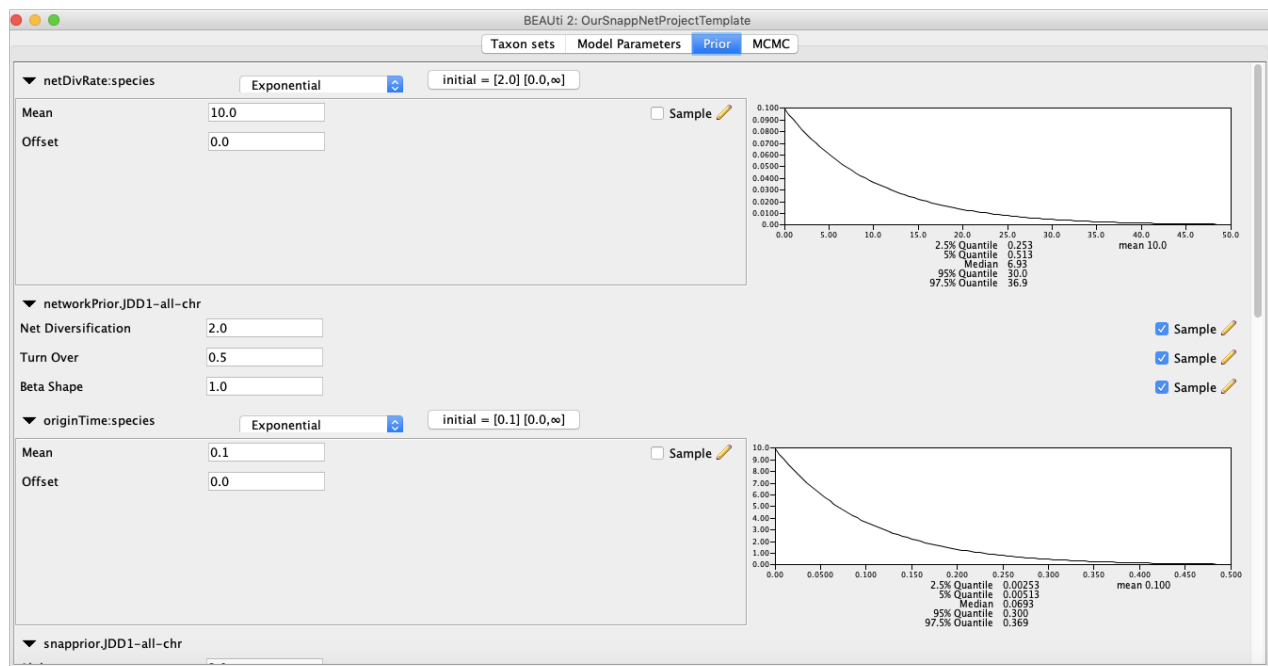 BEAUti 2: OurSnappNetProjectTemplate
Taxon sets Model Parameters Prior MCMC
netDivRate:species Exponential initial = [2.0] [0.0,∞]
Mean 10.0 Sample
Offset 0.0
0.100
0.0900
0.0800
0.0700
0.0600
0.0500
0.0400
0.0300
0.0200
0.0100
0.00
0.00 5.00 10.0 15.0 20.0 25.0 30.0 35.0 40.0 45.0 50.0
2.5% Quantile 0.253 mean 10.0
5% Quantile 0.513
Median 6.93
95% Quantile 30.0
97.5% Quantile 36.9
networkPrior.JDD1-all-chr
Net Diversification 2.0 Sample
Turn Over 0.5 Sample
Beta Shape 1.0 Sample
originTime:species Exponential initial = [0.1] [0.0,∞]
Mean 0.1 Sample
Offset 0.0
10.0
9.00
8.00
7.00
6.00
5.00
4.00
3.00
2.00
1.00
0.00
0.00 0.0500 0.100 0.150 0.200 0.250 0.300 0.350 0.400 0.450 0.500
2.5% Quantile 0.00253 mean 0.100
5% Quantile 0.00513
Median 0.0693
95% Quantile 0.300
97.5% Quantile 0.369
snapprior.JDD1-all-chr